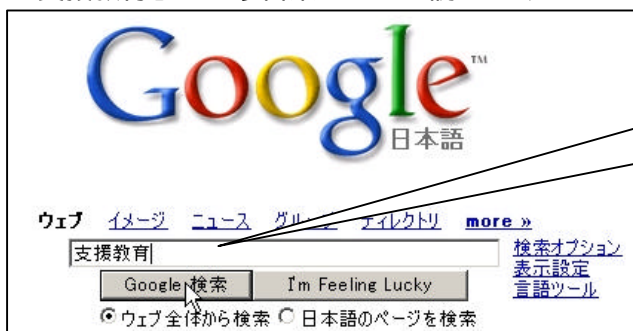 Google™
日本語
ウェブ イメージ ニュース グループ ディレクトリ more »
支援教育
検索オプション
表示設定
言語ツール
Google 検索 I'm Feeling Lucky
ウェブ全体から検索 日本語のページを検索